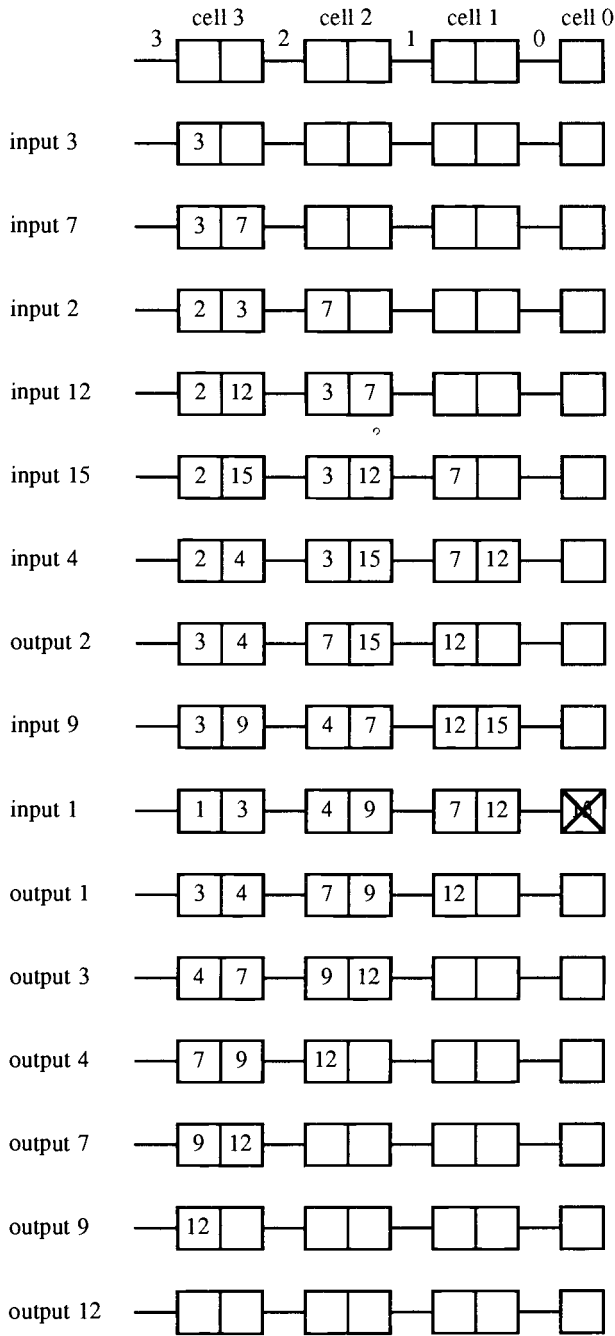 cell 3 cell 2 cell 1 cell 0
3 2 1 0
input 3 3
input 7 3 7
input 2 2 3 7
input 12 2 12 3 7
input 15 2 15 3 12 7
input 4 2 4 3 15 7 12
output 2 3 4 7 15 12
input 9 3 9 4 7 12 15
input 1 1 3 4 9 7 12
output 1 3 4 7 9 12
output 3 4 7 9 12
output 4 7 9 12
output 7 9 12
output 9 12
output 12